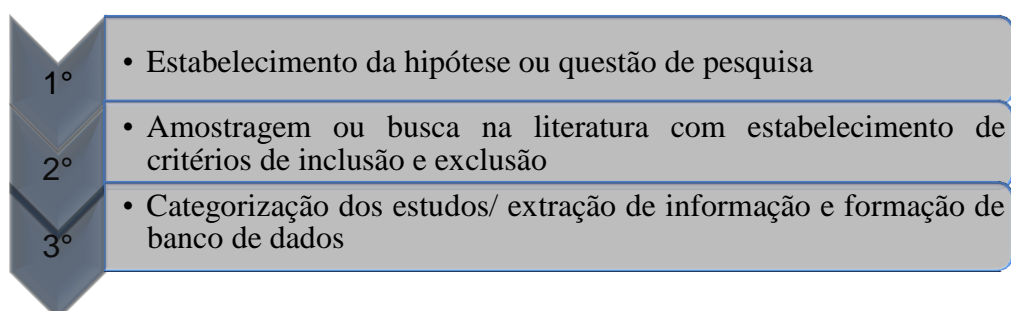 1°
• Estabelecimento da hipótese ou questão de pesquisa
2°
• Amostragem ou busca na literatura com estabelecimento de
critérios de inclusão e exclusão
3°
• Categorização dos estudos/ extração de informação e formação de
banco de dados